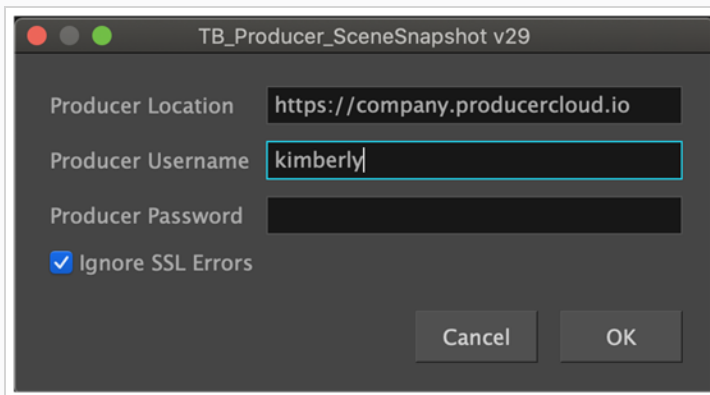 TB_Producer_SceneSnapshot v29
Producer Location https://company.producercloud.io
Producer Username kimberly
Producer Password
Ignore SSL Errors
Cancel OK